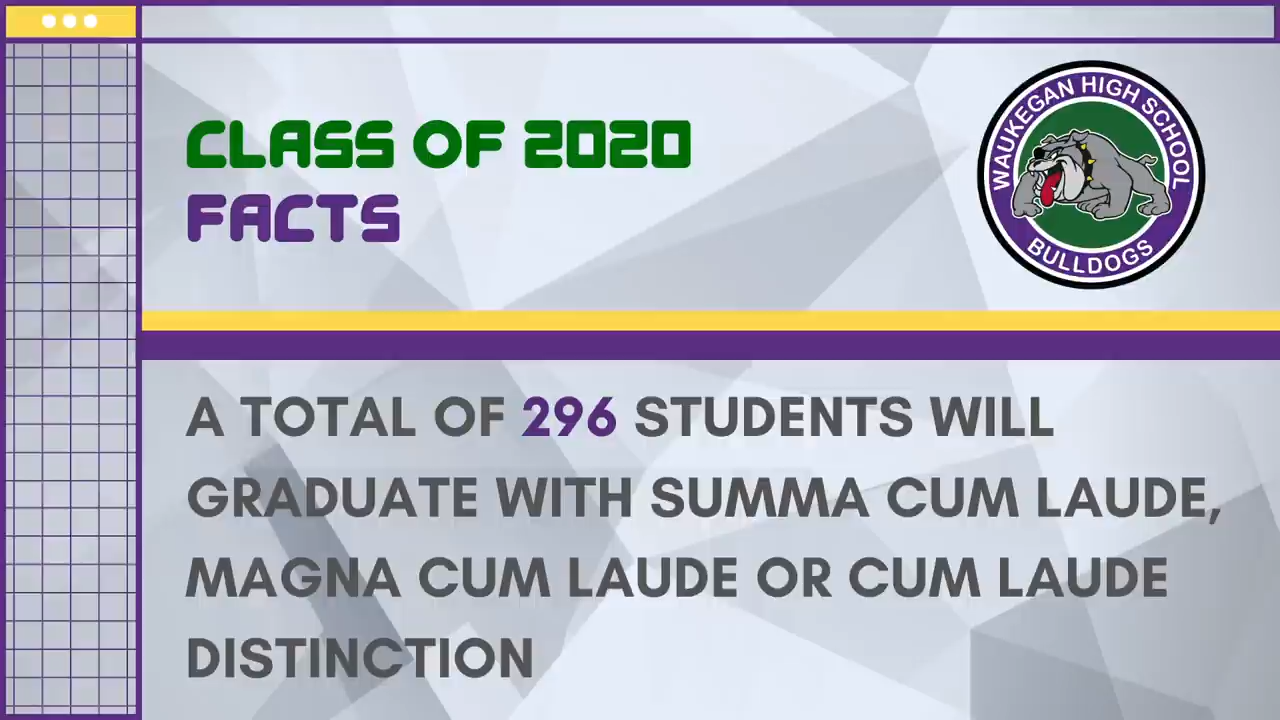 CLASS OF 2020
FACTS
WAUKEGAN HIGH SCHOOL
BULLDOGS
A TOTAL OF 296 STUDENTS WILL
GRADUATE WITH SUMMA CUM LAUDE,
MAGNA CUM LAUDE OR CUM LAUDE
DISTINCTION